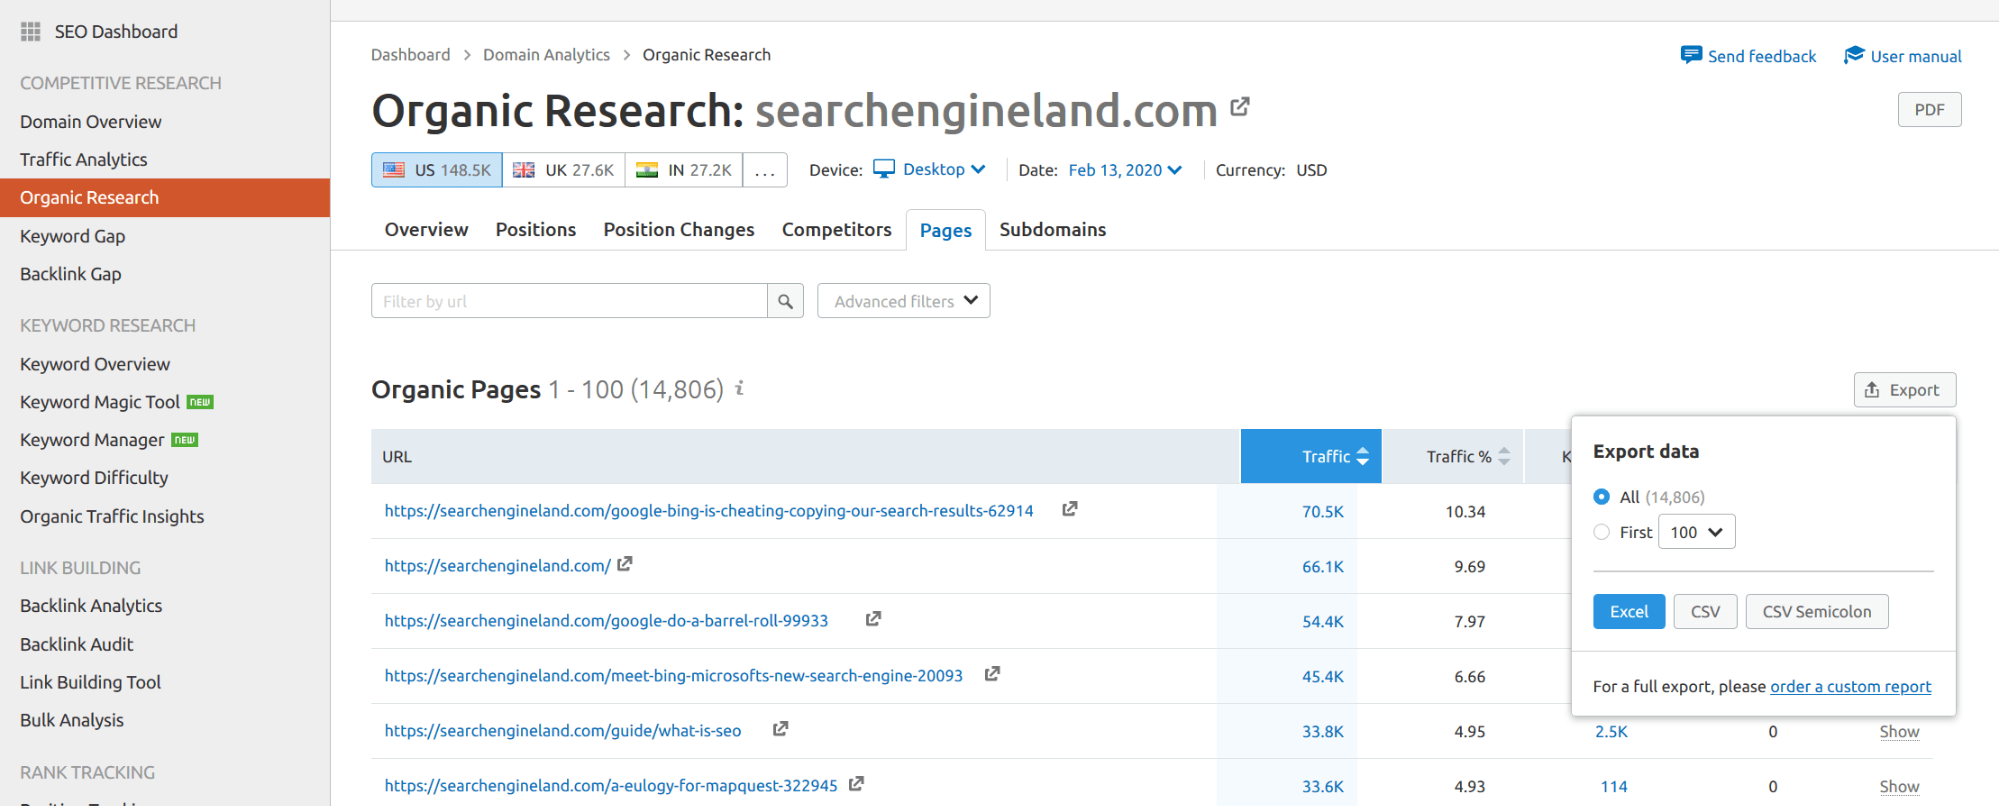 SEO Dashboard
COMPETITIVE RESEARCH
Domain Overview
Traffic Analytics
Organic Research
Keyword Gap
Backlink Gap
KEYWORD RESEARCH
Keyword Overview
Keyword Magic Tool NEW
Keyword Manager NEW
Keyword Difficulty
Organic Traffic Insights
LINK BUILDING
Backlink Analytics
Backlink Audit
Link Building Tool
Bulk Analysis
RANK TRACKING
Dashboard > Domain Analytics > Organic Research
Send feedback User manual
Organic Research: searchengineland.com
PDF
US 148.5K UK 27.6K IN 27.2K ... Device: Desktop Date: Feb 13, 2020 Currency: USD
Overview Positions Position Changes Competitors Pages Subdomains
Filter by url Advanced filters
Organic Pages 1 - 100 (14,806) i
Export
URL Traffic Traffic % K
https://searchengineland.com/google-bing-is-cheating-copying-our-search-results-62914 70.5K 10.34
https://searchengineland.com/ 66.1K 9.69
https://searchengineland.com/google-do-a-barrel-roll-99933 54.4K 7.97
https://searchengineland.com/meet-bing-microsofts-new-search-engine-20093 45.4K 6.66
https://searchengineland.com/guide/what-is-seo 33.8K 4.95 2.5K 0 Show
https://searchengineland.com/a-eulogy-for-mapquest-322945 33.6K 4.93 114 0 Show
Export data
All (14,806)
First 100
Excel CSV CSV Semicolon
For a full export, please order a custom report